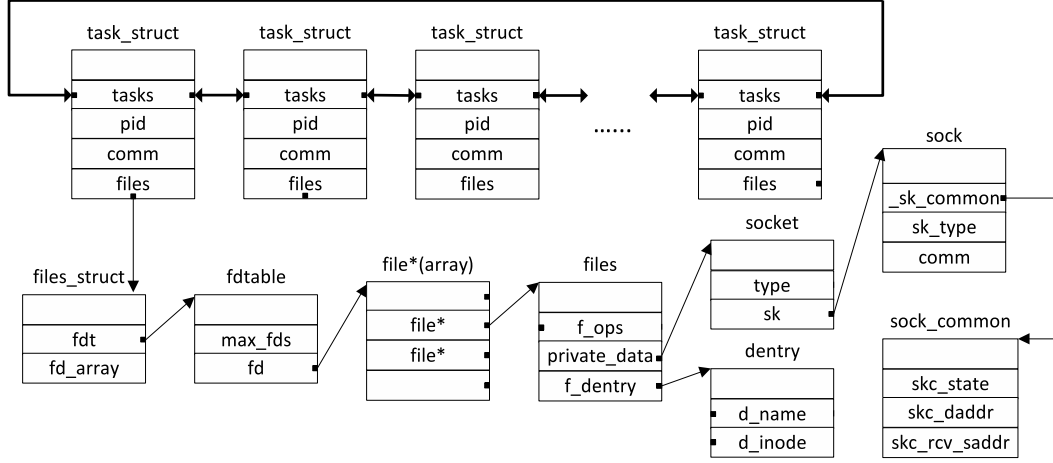 task_struct
tasks
pid
comm
files
task_struct
tasks
pid
comm
files
task_struct
tasks
pid
comm
files
......
task_struct
tasks
pid
comm
files
files_struct
fdt
fd_array
fdtable
max_fds
fd
file*(array)
file*
file*
files
f_ops
private_data
f_dentry
socket
type
sk
dentry
d_name
d_inode
sock
_sk_common
sk_type
comm
sock_common
skc_state
skc_daddr
skc_rcv_saddr